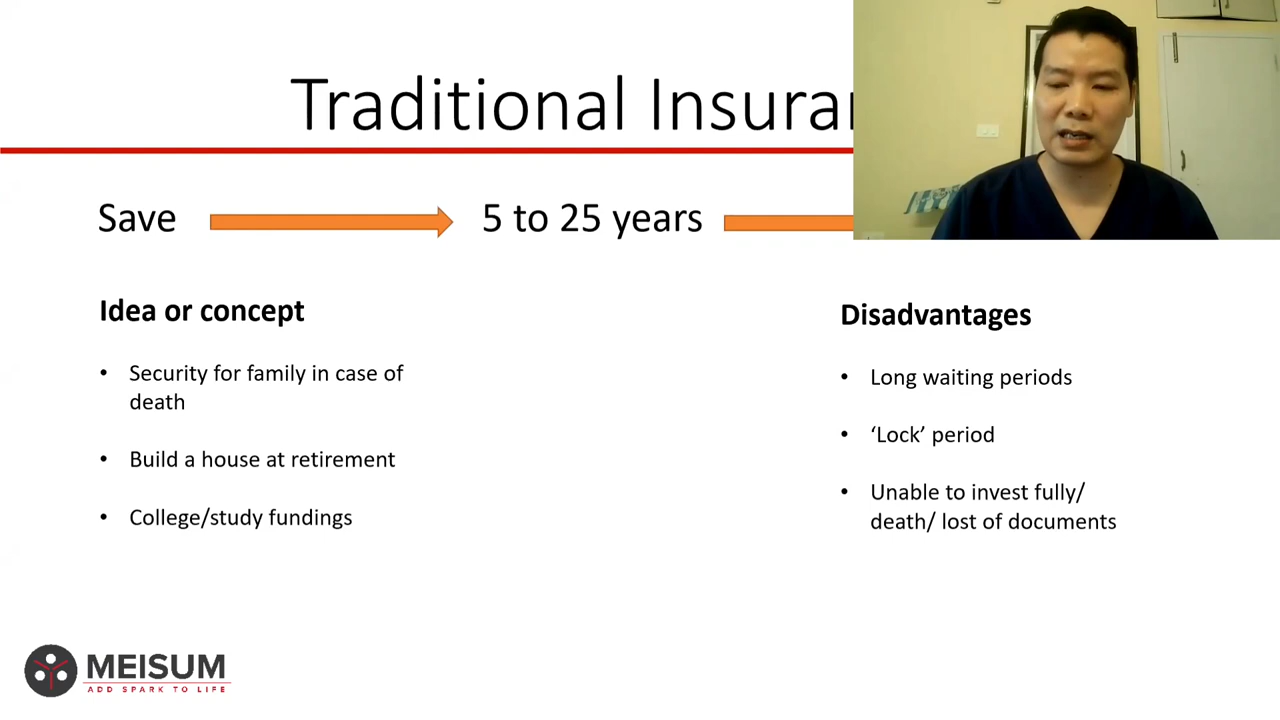 Traditional Insura
Save
5 to 25 years
Idea or concept
• Security for family in case of
death
• Build a house at retirement
• College/study fundings
Disadvantages
• Long waiting periods
• ‘Lock’ period
• Unable to invest fully/
death/ lost of documents
MEISUM
ADD SPARK TO LIFE